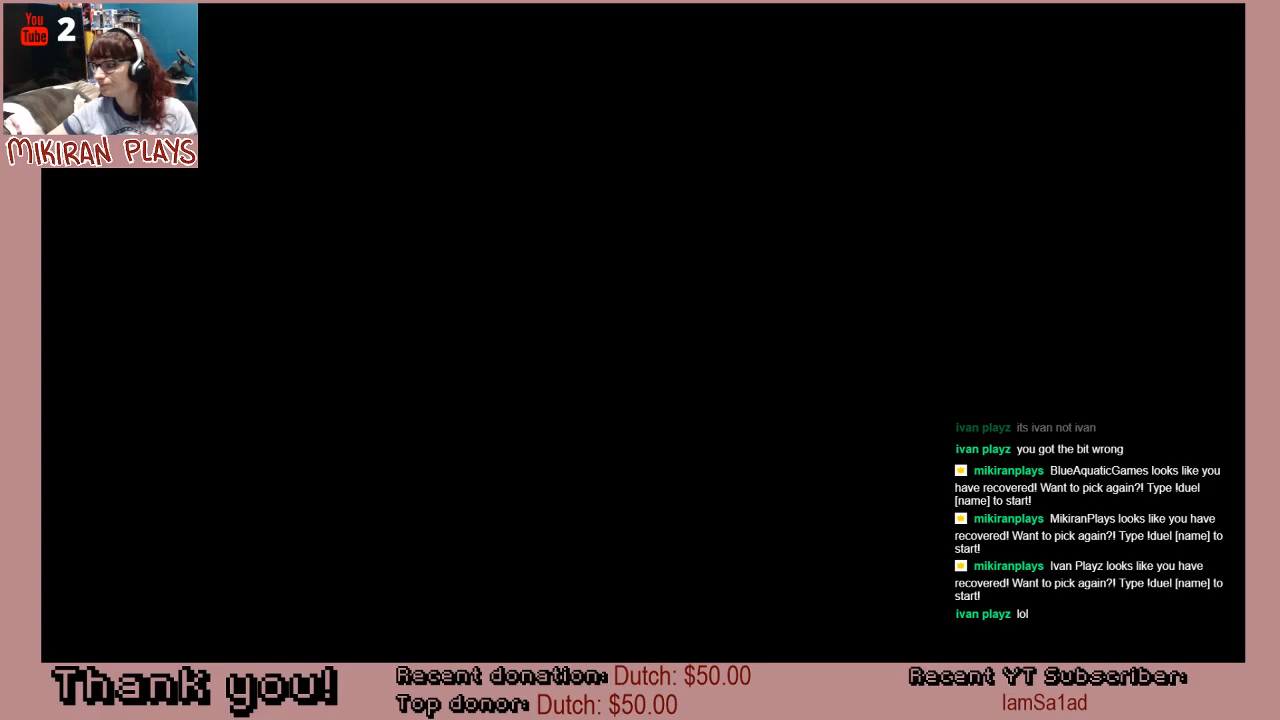 You
Tube 2
MIKIRAN PLAYS
ivan playz its ivan not ivan
ivan playz you got the bit wrong
mikiranplays BlueAquaticGames looks like you
have recovered! Want to pick again?! Type !duel
[name] to start!
mikiranplays MikiranPlays looks like you have
recovered! Want to pick again?! Type !duel [name] to
start!
mikiranplays Ivan Playz looks like you have
recovered! Want to pick again?! Type !duel [name] to
start!
ivan playz lol
Thank you!
Recent donation: Dutch: $50.00
Top donor: Dutch: $50.00
Recent YT Subscriber:
IamSa1ad